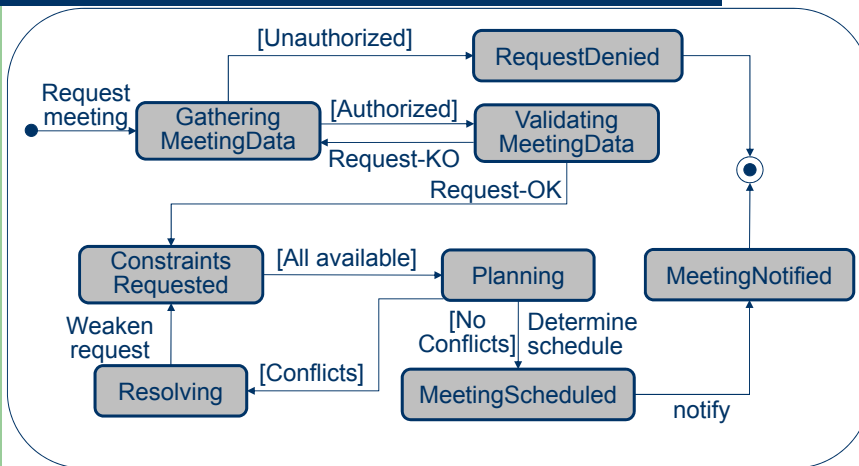 [Unauthorized]
RequestDenied
Request
meeting
Gathering
MeetingData
[Authorized]
Validating
MeetingData
Request-KO
Request-OK
Constraints
Requested
[All available]
Planning
MeetingNotified
Weaken
request
[No
Conflicts]
Determine
schedule
Resolving
[Conflicts]
MeetingScheduled
notify